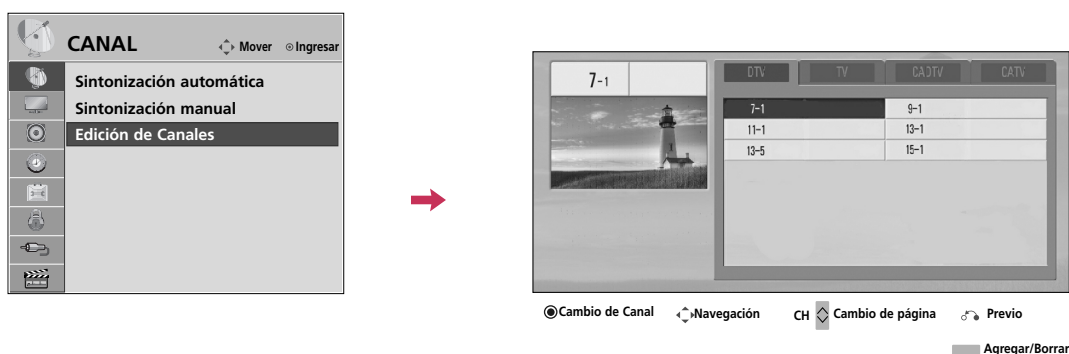 CANAL Mover Ingresar
Sintonización automática
Sintonización manual
Edición de Canales
7-1
DTV TV CADTV CATV
7-1 9-1
11-1 13-1
13-5 15-1
Cambio de Canal Navegación CH Cambio de página Previo
Agregar/Borrar